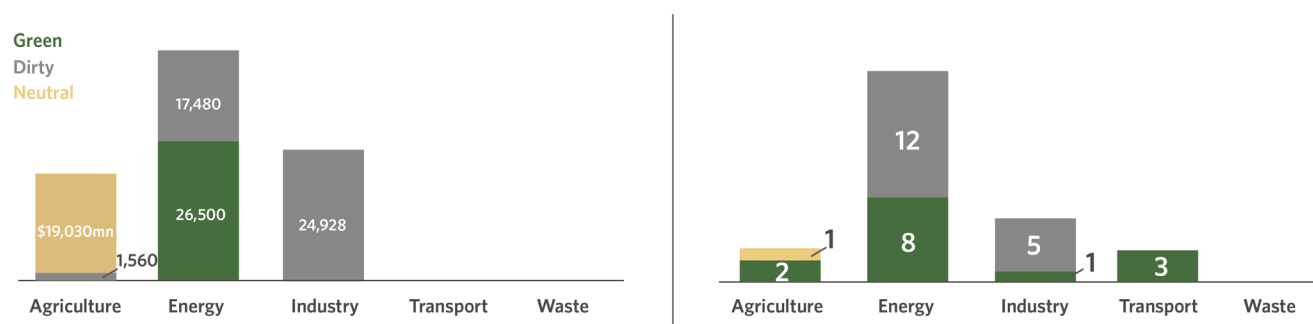 Green
Dirty
Neutral
17,480
26,500
$19,030mn
1,560
24,928
Agriculture Energy Industry Transport Waste
12
8
1
2
5
1
3
Agriculture Energy Industry Transport Waste